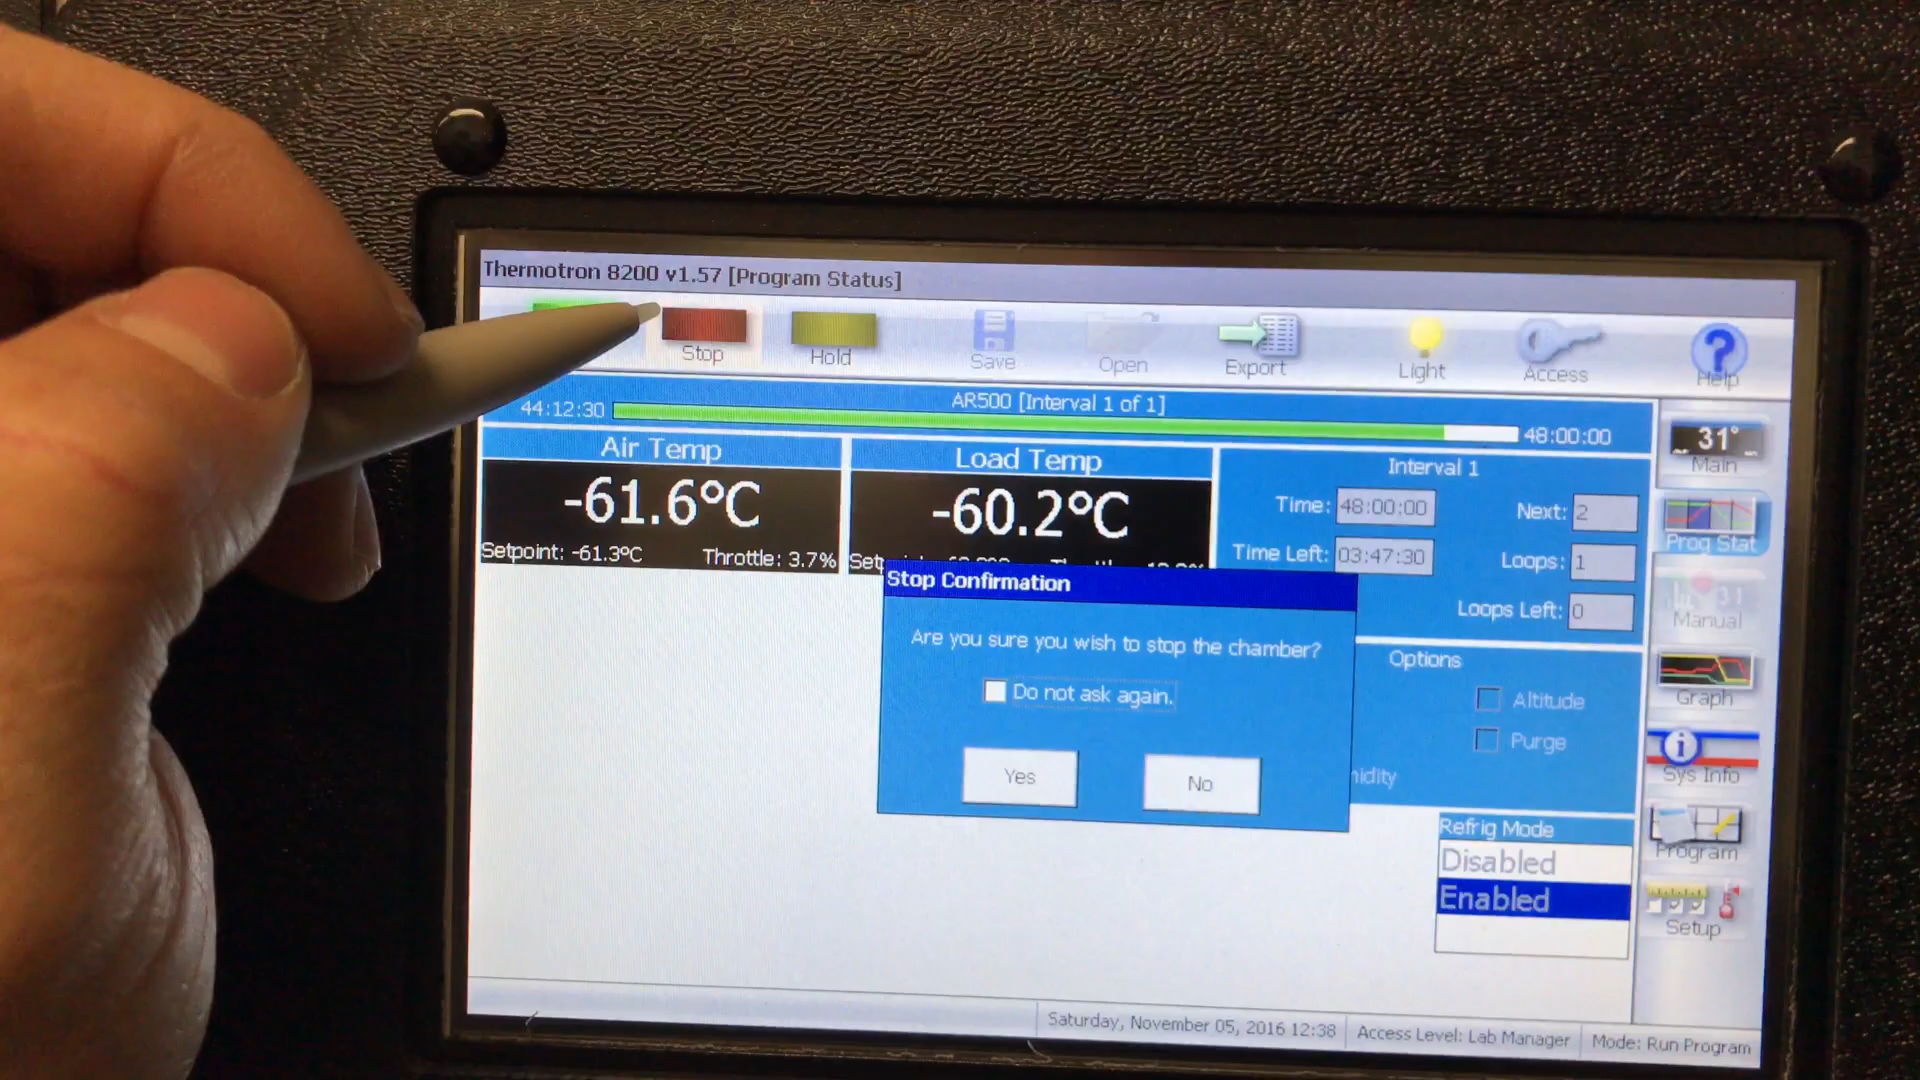 Thermotron 8200 v1.57 [Program Status]
Stop
Hold
Save
Open
Export
Light
Access
Help
44:12:30
AR500 [Interval 1 of 1]
48:00:00
Air Temp
-61.6°C
Setpoint: -61.3°C
Throttle: 3.7%
Load Temp
-60.2°C
Interval 1
Time: 48:00:00
Next: 2
Time Left: 03:47:30
Loops: 1
Loops Left: 0
Stop Confirmation
Are you sure you wish to stop the chamber?
Do not ask again.
Yes
No
Options
Altitude
Purge
Refrig Mode
Disabled
Enabled
31°
Main
Prog Stat
Manual
Graph
Sys Info
Program
Setup
Saturday, November 05, 2016 12:38
Access Level: Lab Manager
Mode: Run Program